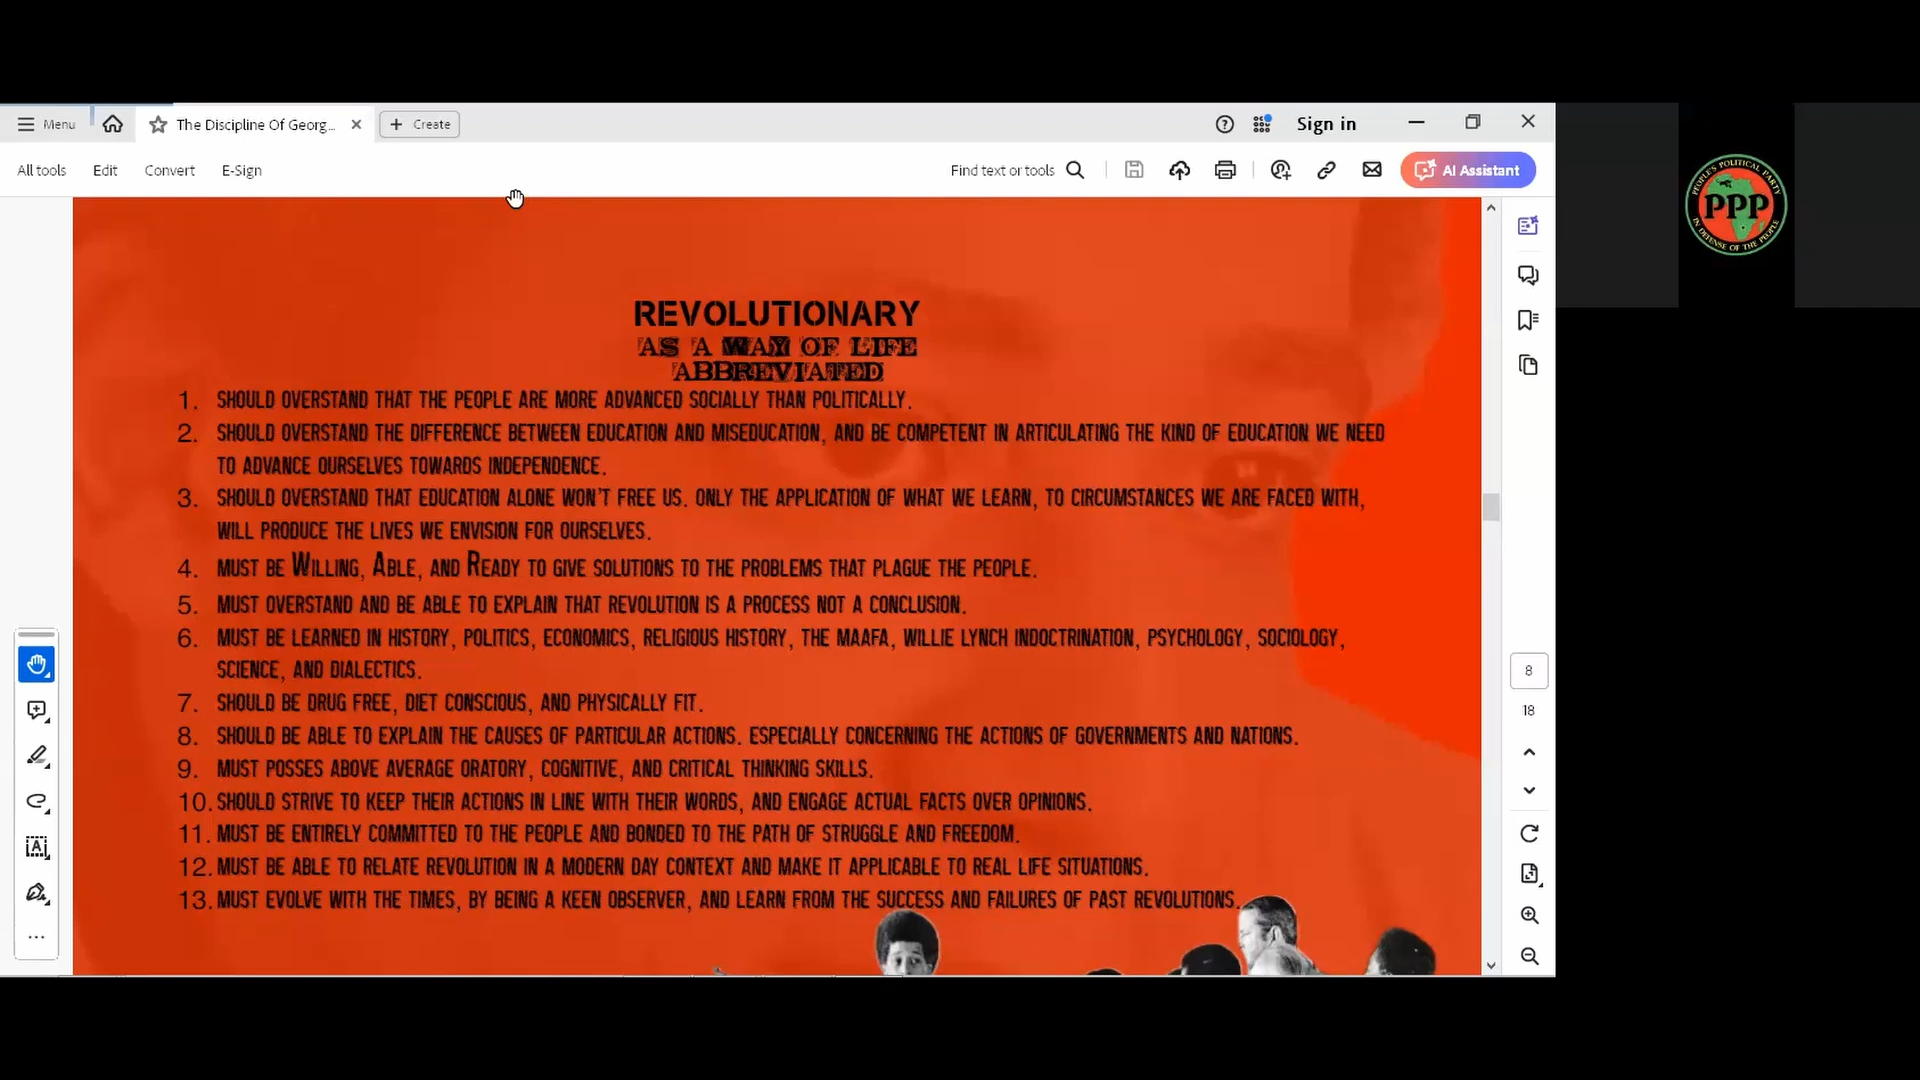 Menu
The Discipline Of Georg...
Create
Sign in
All tools
Edit
Convert
E-Sign
Find text or tools
AI Assistant
PEOPLE'S POLITICAL PARTY
PPP
IN DEFENSE OF THE PEOPLE
REVOLUTIONARY
AS A WAY OF LIFE
ABBREVIATED
1. SHOULD OVERSTAND THAT THE PEOPLE ARE MORE ADVANCED SOCIALLY THAN POLITICALLY.
2. SHOULD OVERSTAND THE DIFFERENCE BETWEEN EDUCATION AND MISEDUCATION, AND BE COMPETENT IN ARTICULATING THE KIND OF EDUCATION WE NEED
TO ADVANCE OURSELVES TOWARDS INDEPENDENCE.
3. SHOULD OVERSTAND THAT EDUCATION ALONE WON'T FREE US. ONLY THE APPLICATION OF WHAT WE LEARN, TO CIRCUMSTANCES WE ARE FACED WITH,
WILL PRODUCE THE LIVES WE ENVISION FOR OURSELVES.
4. MUST BE WILLING, ABLE, AND READY TO GIVE SOLUTIONS TO THE PROBLEMS THAT PLAGUE THE PEOPLE.
5. MUST OVERSTAND AND BE ABLE TO EXPLAIN THAT REVOLUTION IS A PROCESS NOT A CONCLUSION.
6. MUST BE LEARNED IN HISTORY, POLITICS, ECONOMICS, RELIGIOUS HISTORY, THE MAAFA, WILLIE LYNCH INDOCTRINATION, PSYCHOLOGY, SOCIOLOGY,
SCIENCE, AND DIALECTICS.
7. SHOULD BE DRUG FREE, DIET CONSCIOUS, AND PHYSICALLY FIT.
8. SHOULD BE ABLE TO EXPLAIN THE CAUSES OF PARTICULAR ACTIONS. ESPECIALLY CONCERNING THE ACTIONS OF GOVERNMENTS AND NATIONS.
9. MUST POSSES ABOVE AVERAGE ORATORY, COGNITIVE, AND CRITICAL THINKING SKILLS.
10. SHOULD STRIVE TO KEEP THEIR ACTIONS IN LINE WITH THEIR WORDS, AND ENGAGE ACTUAL FACTS OVER OPINIONS.
11. MUST BE ENTIRELY COMMITTED TO THE PEOPLE AND BONDED TO THE PATH OF STRUGGLE AND FREEDOM.
12. MUST BE ABLE TO RELATE REVOLUTION IN A MODERN DAY CONTEXT AND MAKE IT APPLICABLE TO REAL LIFE SITUATIONS.
13. MUST EVOLVE WITH THE TIMES, BY BEING A KEEN OBSERVER, AND LEARN FROM THE SUCCESS AND FAILURES OF PAST REVOLUTIONS.
8
18